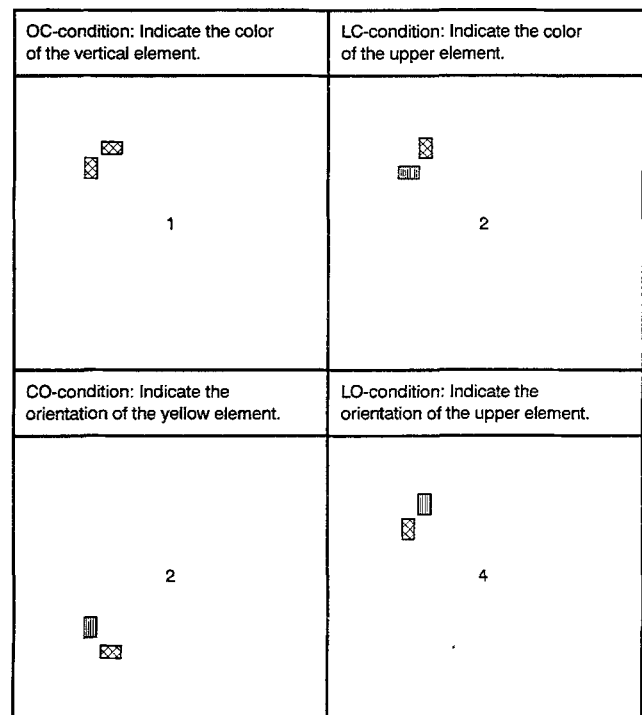 OC-condition: Indicate the color
of the vertical element.
LC-condition: Indicate the color
of the upper element.
1
2
CO-condition: Indicate the
orientation of the yellow element.
LO-condition: Indicate the
orientation of the upper element.
2
4